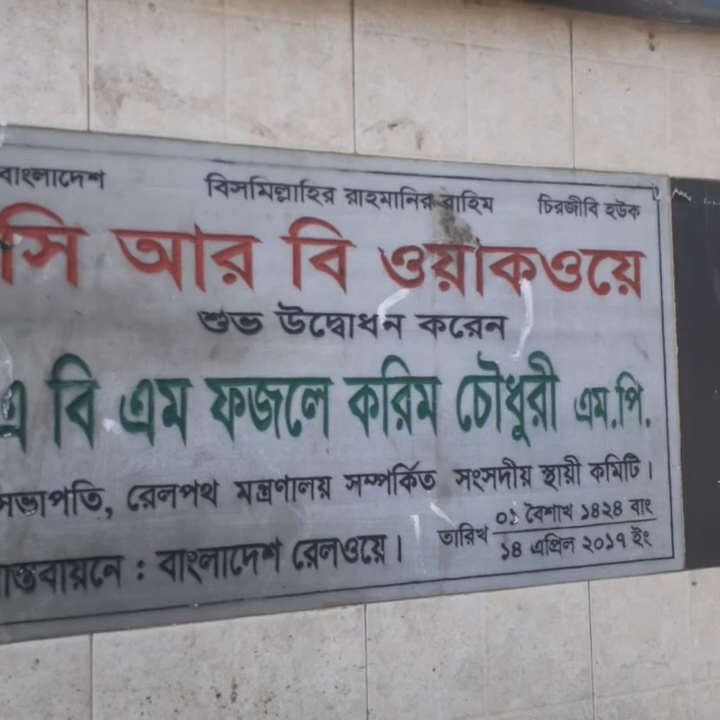 বাংলাদেশ বিসমিল্লাহির রাহমানির রাহিম চিরজীবি হউক
সি আর বি ওয়াকওয়ে
শুভ উদ্বোধন করেন
এ বি এম ফজলে করিম চৌধুরী এম.পি.
সভাপতি, রেলপথ মন্ত্রণালয় সম্পর্কিত সংসদীয় স্থায়ী কমিটি।
বাস্তবায়নে : বাংলাদেশ রেলওয়ে। তারিখ ০১ বৈশাখ ১৪২৪ বাং
১৪ এপ্রিল ২০১৭ ইং